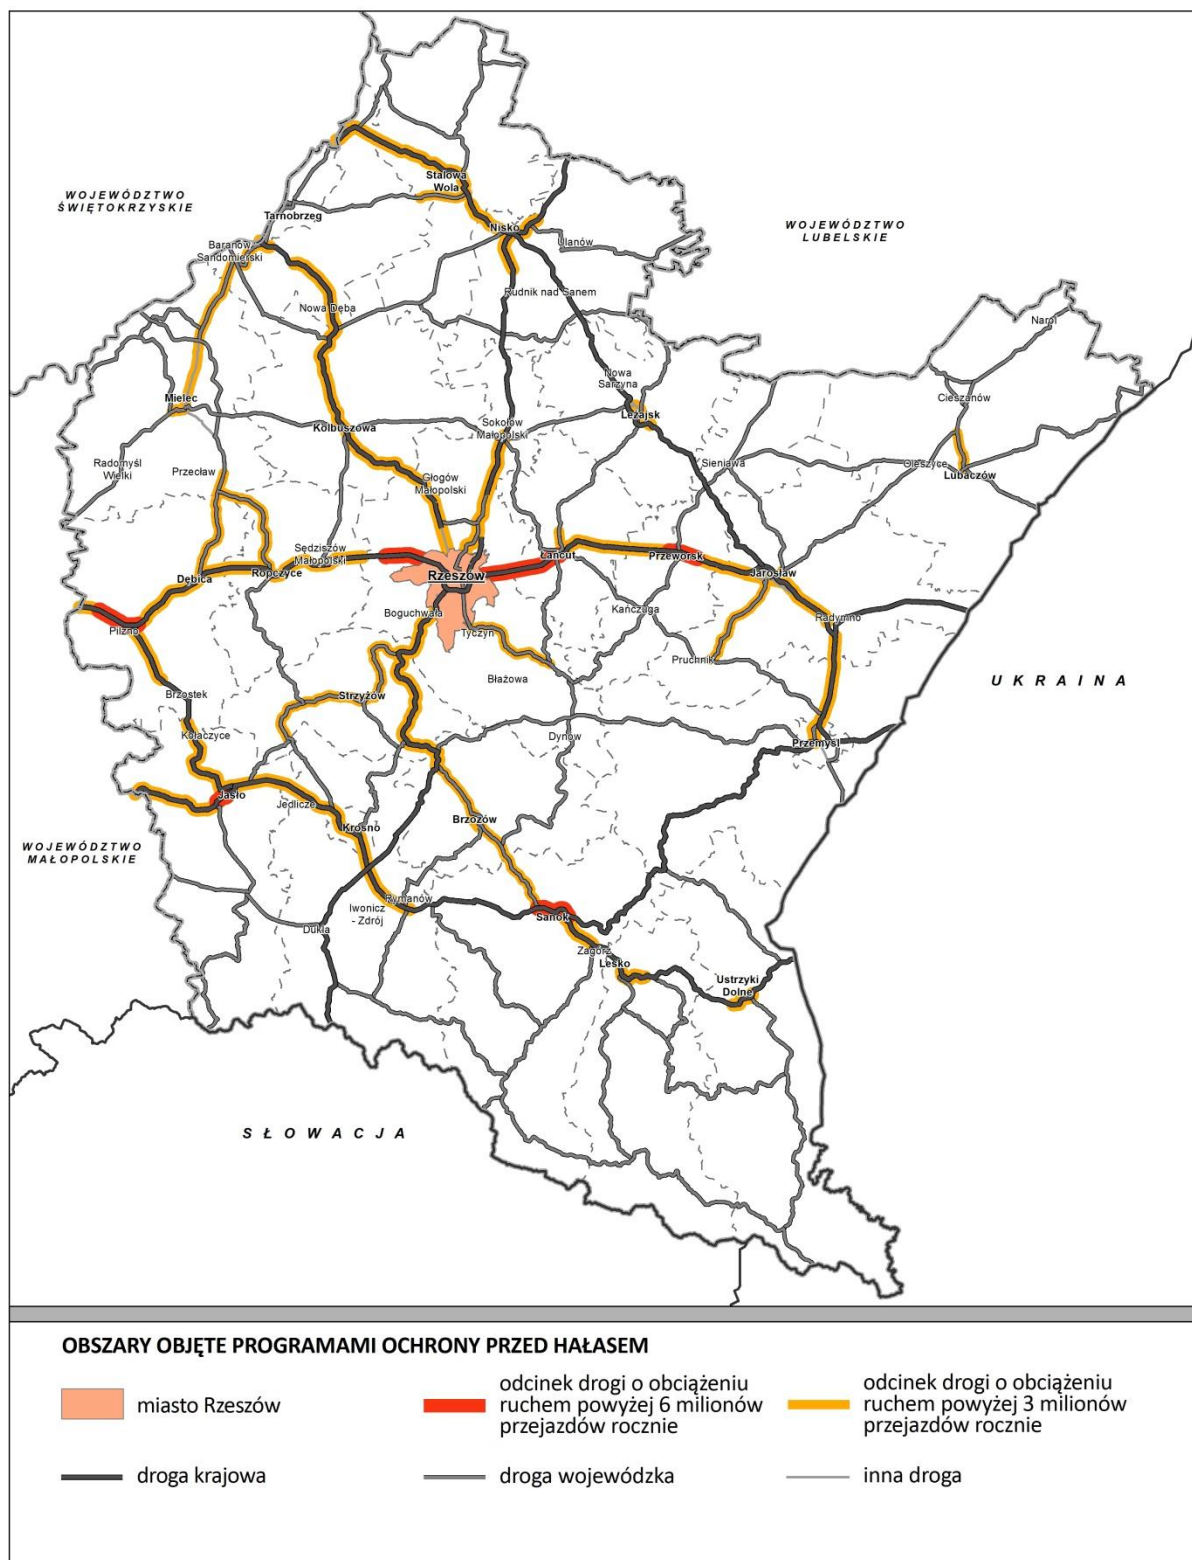 Stalowa
Wola
WOJEWÓDZTWO
ŚWIĘTOKRZYSKIE
Tarnobrzeg
WOJEWÓDZTWO
LUBELSKIE
Nisko
Ulanów
Baranów
Sandomierski
Rudnik nad Sanem
Nowa Dęba
Narol
Nowa
Sarzyna
Mielec
Cieszanów
Leżajsk
Kolbuszowa
Sokołów
Małopolski
Radomyśl
Wielki
Przecław
Głogów
Małopolski
Sieniawa
Oleszyce
Lubaczów
Sędziszów
Małopolski
Łańcut
Przeworsk
Dębica
Ropczyce
Rzeszów
Jarosław
Boguchwała
Kańczuga
Radymno
Pilzno
Tyczyn
Pruchnik
Błażowa
UKRAINA
Brzostek
Strzyżów
Kołaczyce
Dynów
Przemyśl
Jasło
Jedlicze
Krosno
Brzozów
WOJEWÓDZTWO
MAŁOPOLSKIE
Rymanów
Iwonicz
- Zdrój
Sanok
Dukla
Zagórz
Lesko
Ustrzyki
Dolne
SŁOWACJA
OBSZARY OBJĘTE PROGRAMAMI OCHRONY PRZED HAŁASEM
miasto Rzeszów
odcinek drogi o obciążeniu
ruchem powyżej 6 milionów
przejazdów rocznie
odcinek drogi o obciążeniu
ruchem powyżej 3 milionów
przejazdów rocznie
droga krajowa
droga wojewódzka
inna droga